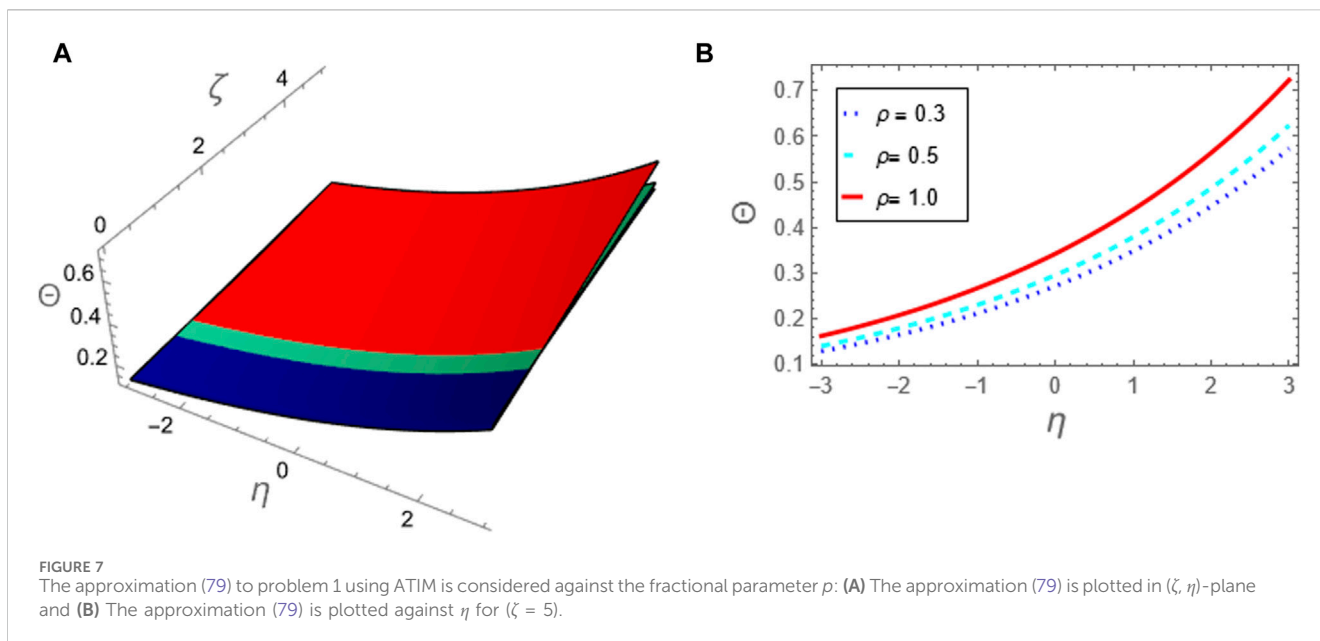 A
ζ
4
2
0
0.6
Θ
0.4
0.2
−2
0
η
2
B
0.7
0.6
0.5
Θ
0.4
0.3
0.2
0.1
ρ = 0.3
ρ= 0.5
ρ= 1.0
−3 −2 −1 0 1 2 3
η
FIGURE 7
The approximation (79) to problem 1 using ATIM is considered against the fractional parameter p: (A) The approximation (79) is plotted in (ζ, η)-plane
and (B) The approximation (79) is plotted against η for (ζ = 5).